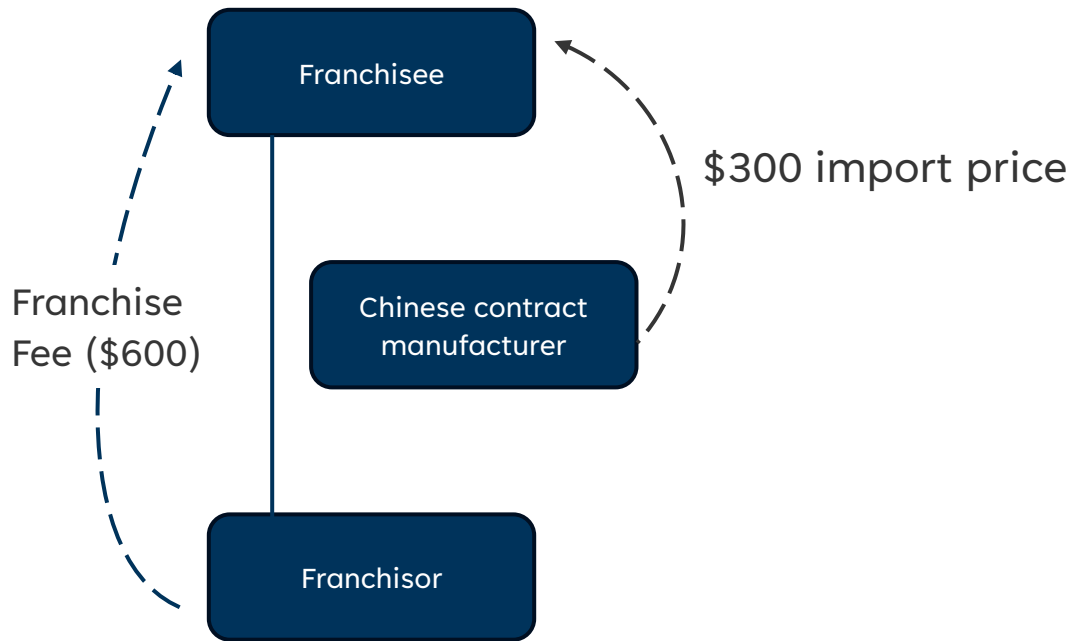 Franchisee
$300 import price
Chinese contract
manufacturer
Franchise
Fee ($600)
Franchisor